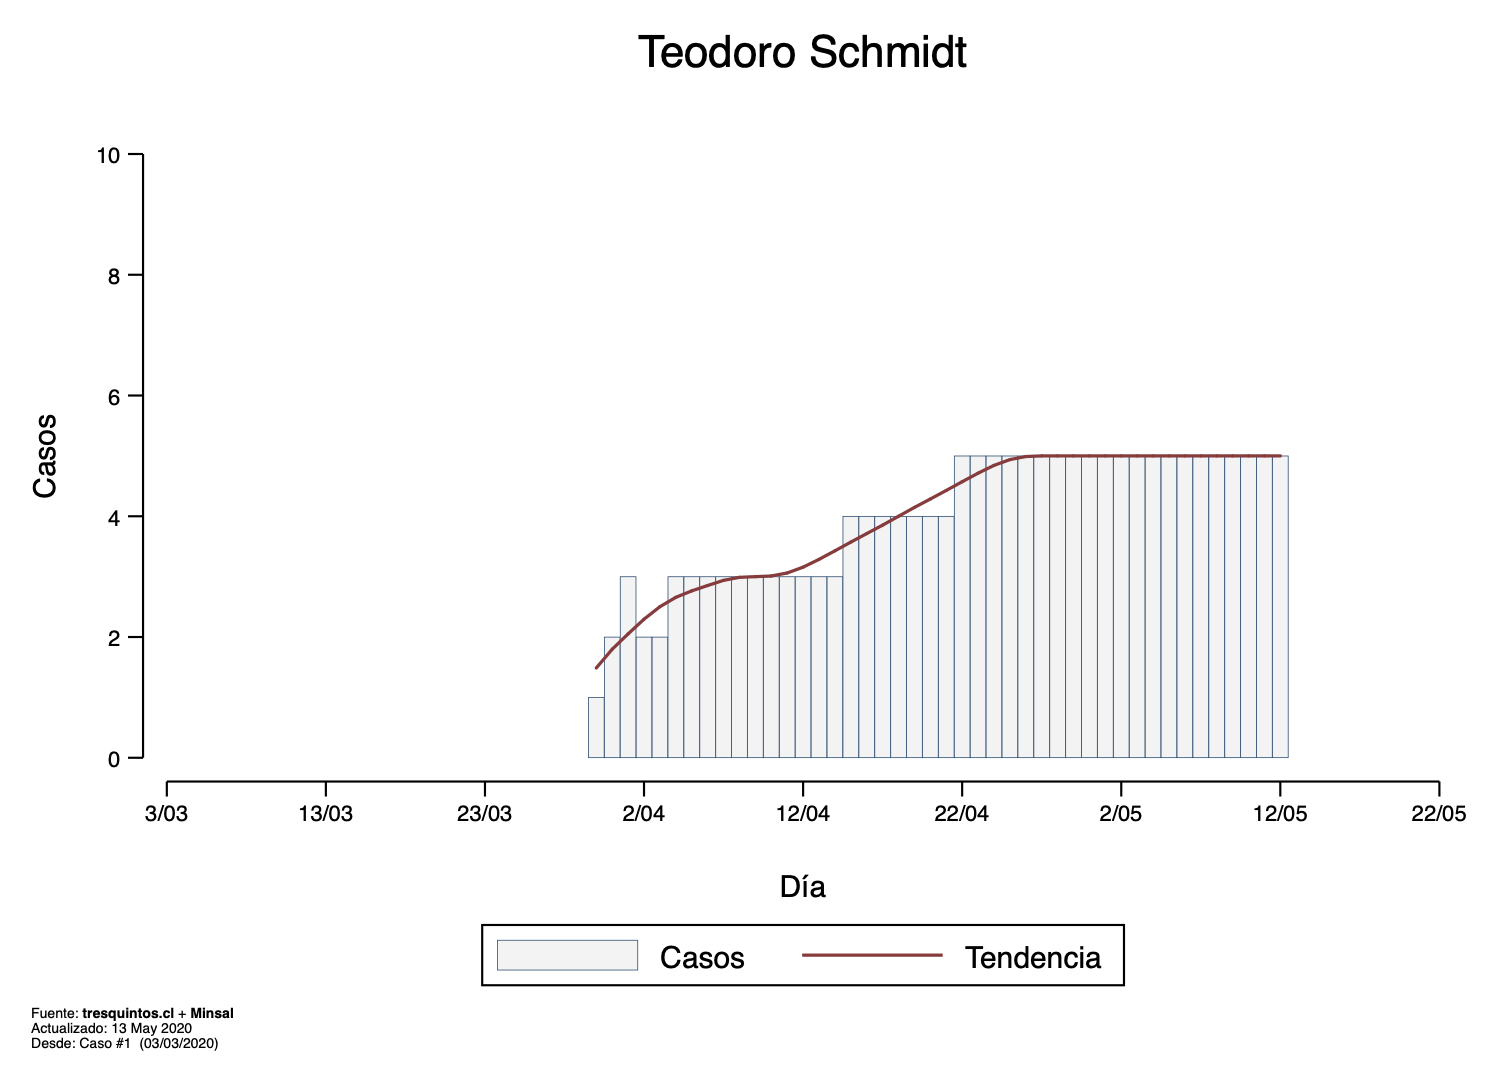 Teodoro Schmidt
10
8
6
4
2
0
Casos
3/03 13/03 23/03 2/04 12/04 22/04 2/05 12/05 22/05
Día
Casos Tendencia
Fuente: tresquintos.cl + Minsal
Actualizado: 13 May 2020
Desde: Caso #1 (03/03/2020)